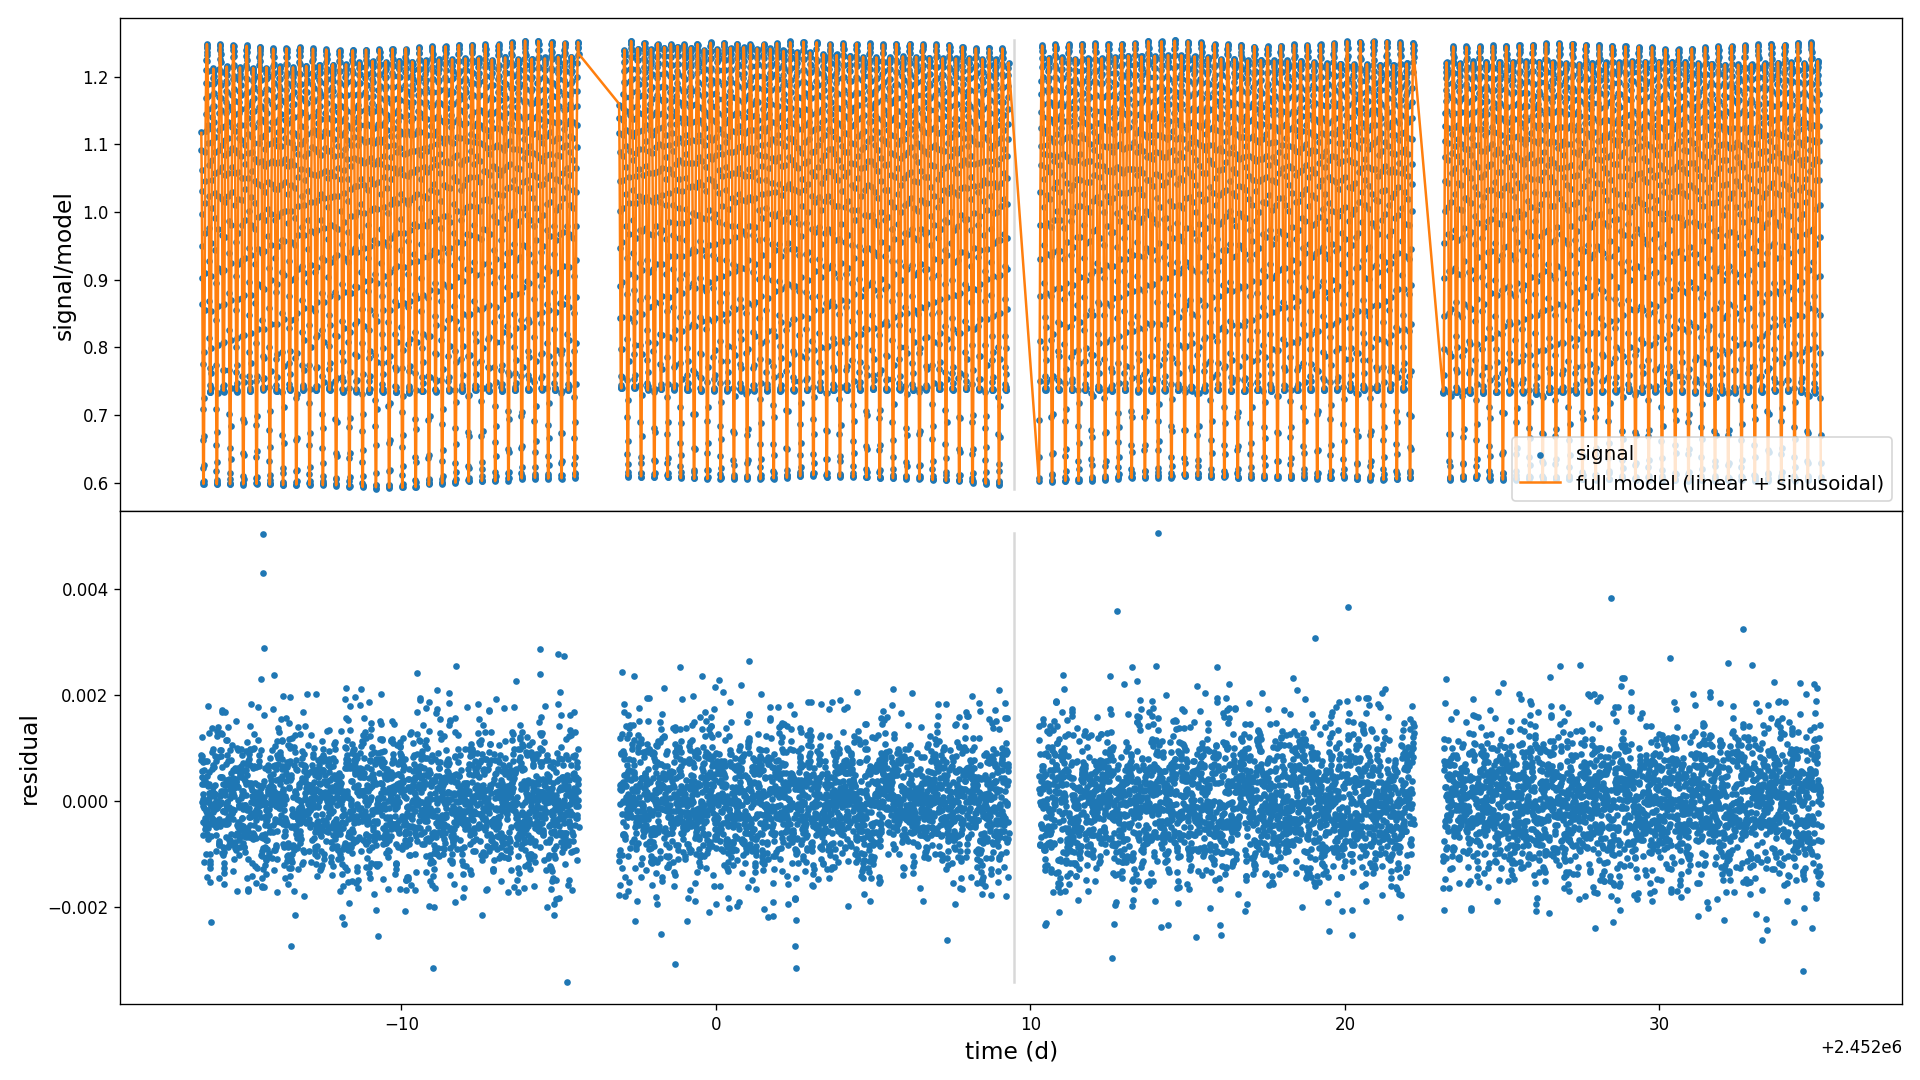 signal/model
1.2
1.1
1.0
0.9
0.8
0.7
0.6
signal
full model (linear + sinusoidal)
residual
0.004
0.002
0.000
−0.002
−10
0
10
20
30
time (d)
+2.452e6